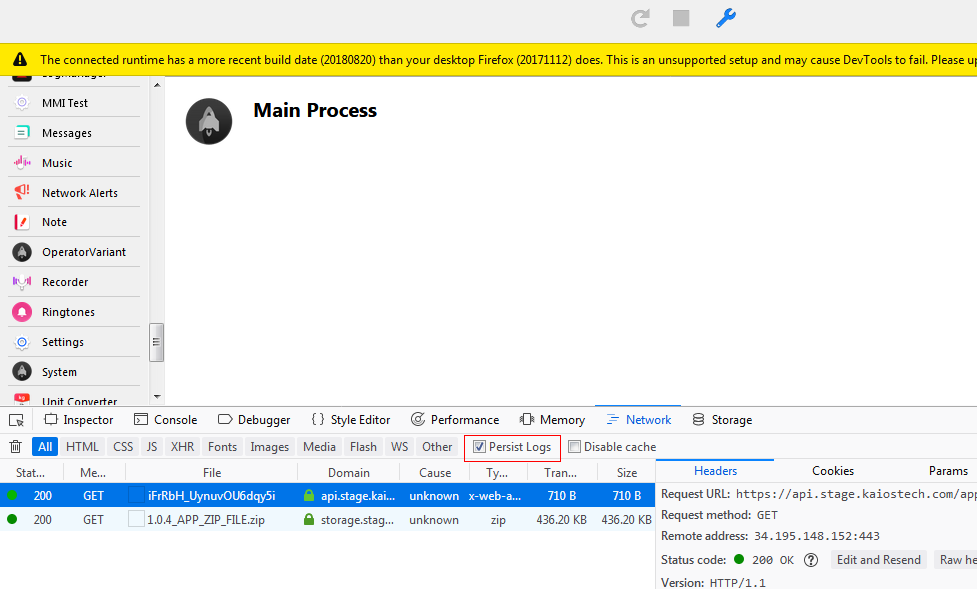 The connected runtime has a more recent build date (20180820) than your desktop Firefox (20171112) does. This is an unsupported setup and may cause DevTools to fail. Please up
MMI Test
Messages
Music
Network Alerts
Note
OperatorVariant
Recorder
Ringtones
Settings
System
Unit Converter
Main Process
Inspector Console Debugger { } Style Editor Performance Memory Network Storage
All HTML CSS JS XHR Fonts Images Media Flash WS Other Persist Logs Disable cache
Stat... Me... File Domain Cause Ty... Tran... Size
200 GET iFrRbH_UynuvOU6dqy5i api.stage.kai... unknown x-web-a... 710 B 710 B
200 GET 1.0.4_APP_ZIP_FILE.zip storage.stag... unknown zip 436.20 KB 436.20 KB
Headers Cookies Params
Request URL: https://api.stage.kaiostech.com/app
Request method: GET
Remote address: 34.195.148.152:443
Status code: 200 OK ? Edit and Resend Raw he
Version: HTTP/1.1